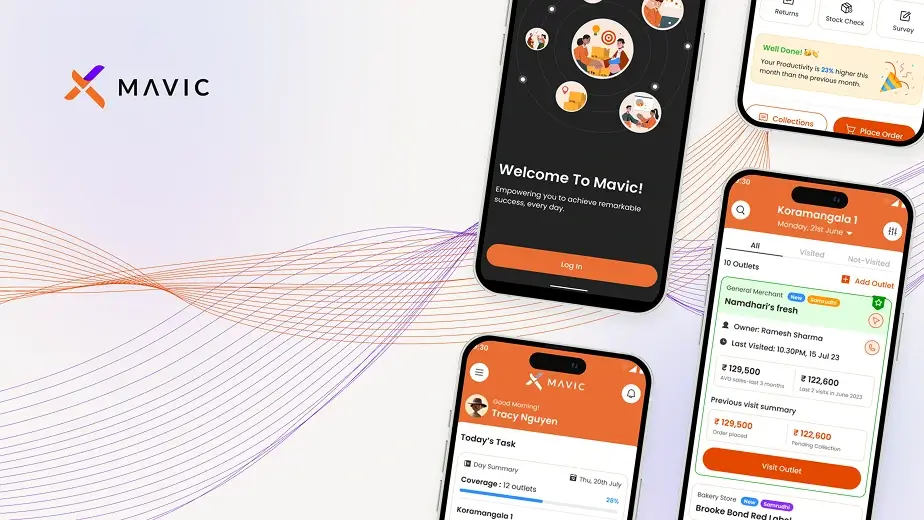 MAVIC
Welcome To Mavic!
Empowering you to achieve remarkable
success, every day.
Log In
Returns
Stock Check
Survey
Well Done!
Your Productivity is 23% higher this
month than the previous month.
Collections
Place Order
:30
MAVIC
Good Morning!
Tracy Nguyen
Today's Task
Day Summary
Thu, 20th July
Coverage : 12 outlets
28%
Koramangala 1
:30
Koramangala 1
Monday, 21st June
All
Visited
Not-Visited
10 Outlets
Add Outlet
General Merchant
New
Samrudhi
Namdhari's fresh
Owner: Ramesh Sharma
Last Visited: 10.30PM, 15 Jul 23
₹ 129,500
AVG sales-last 3 months
₹ 122,600
Last 2 visits in June 2023
Previous visit summary
₹ 129,500
Order placed
₹ 122,600
Pending Collection
Visit Outlet
Bakery Store
New
Samrudhi
Brooke Bond Red Label